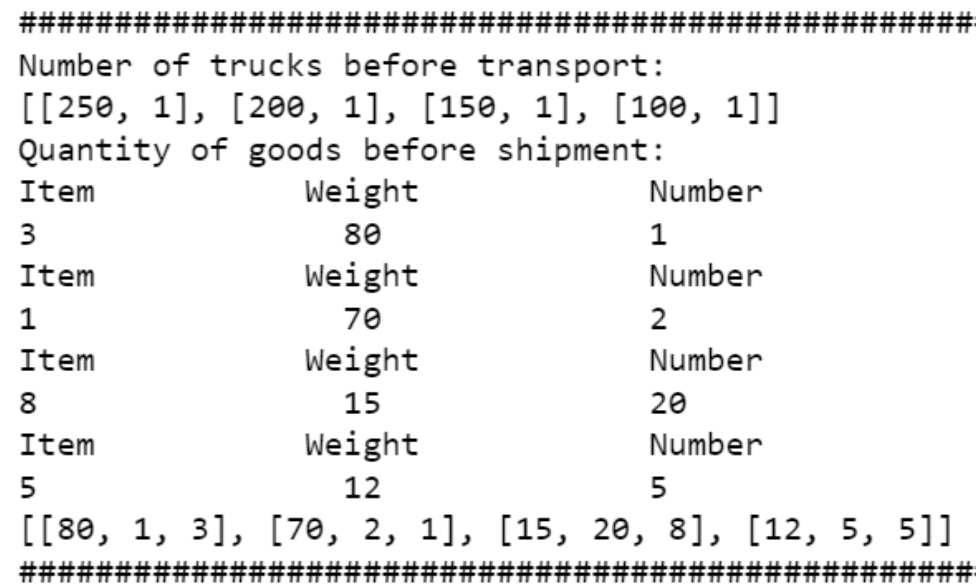 ##################################################
Number of trucks before transport:
[[250, 1], [200, 1], [150, 1], [100, 1]]
Quantity of goods before shipment:
Item Weight Number
3 80 1
Item Weight Number
1 70 2
Item Weight Number
8 15 20
Item Weight Number
5 12 5
[[80, 1, 3], [70, 2, 1], [15, 20, 8], [12, 5, 5]]
##################################################